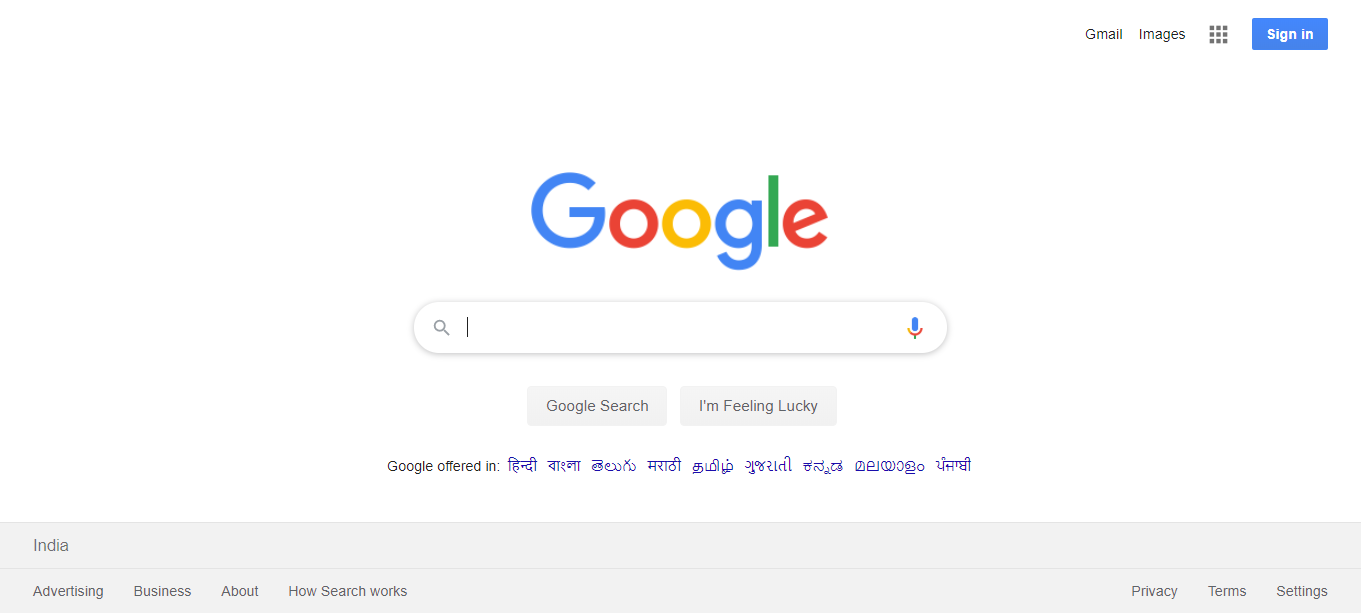 Gmail Images Sign in
Google
Google Search I'm Feeling Lucky
Google offered in: हिन्दी বাংলা తెలుగు मराठी தமிழ் ગુજરાતી ಕನ್ನಡ മലയാളം ਪੰਜਾਬੀ
India
Advertising Business About How Search works Privacy Terms Settings